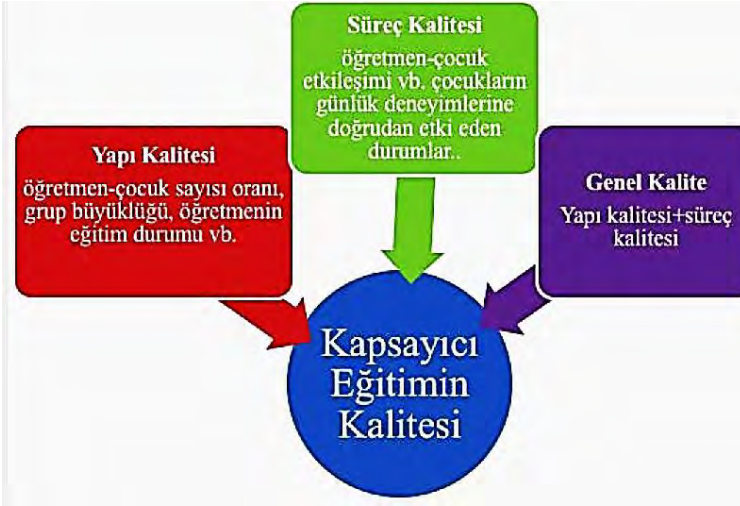 Süreç Kalitesi
öğretmen-çocuk
etkileşimi vb. çocukların
günlük deneyimlerine
doğrudan etki eden
durumlar..
Yapı Kalitesi
öğretmen-çocuk sayısı oranı,
grup büyüklüğü, öğretmenin
eğitim durumu vb.
Genel Kalite
Yapı kalitesi+süreç
kalitesi
Kapsayıcı
Eğitimin
Kalitesi